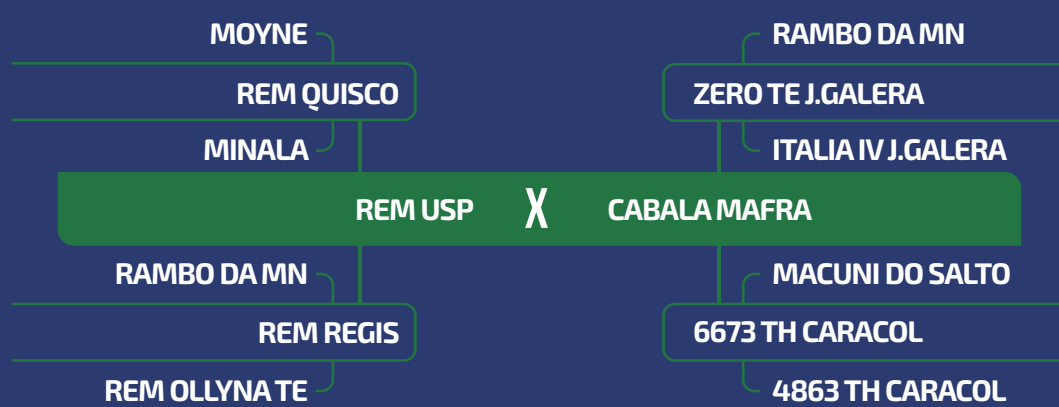 MOYNE
RAMBO DA MN
REM QUISCO
ZERO TE J.GALERA
MINALA
ITALIA IV J.GALERA
REM USP X CABALA MAFRA
RAMBO DA MN
MACUNI DO SALTO
REM REGIS
6673 TH CARACOL
REM OLLYNA TE
4863 TH CARACOL